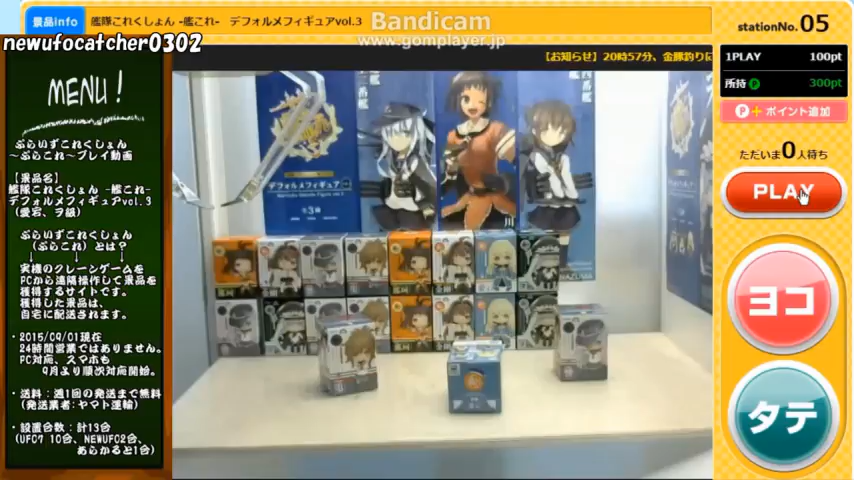 景品info
艦隊これくしょん -艦これ-　デフォルメフィギュアvol.3
Bandicam
www.gomplayer.jp
newufocatcher0302
【お知らせ】20時57分、金豚釣りに
stationNo. 05
1PLAY 100pt
所持 P 300pt
P+ポイント追加
ただいま0人待ち
PLAY
ヨコ
タテ
MENU!
ぷらいずこれくしょん
～ぷらこれ～プレイ動画
【景品名】
艦隊これくしょん -艦これ-
デフォルメフィギュアvol.3
(愛宕、ヲ級)
ぷらいずこれくしょん
(ぷらこれ)とは?
↓ ↓ ↓
実機のクレーンゲームを
PCから遠隔操作して景品を
獲得するサイトです。
獲得した景品は、
自宅に配送されます。
・2015/09/01現在
24時間営業ではありません。
PC対応、スマホも
9月より順次対応開始。
・送料：週1回の発送まで無料
(発送業者:ヤマト運輸)
・設置台数：計13台
(UFO7 10台、NEWUFO2台、
あらかると1台)
デフォルメフィギュア
全3種